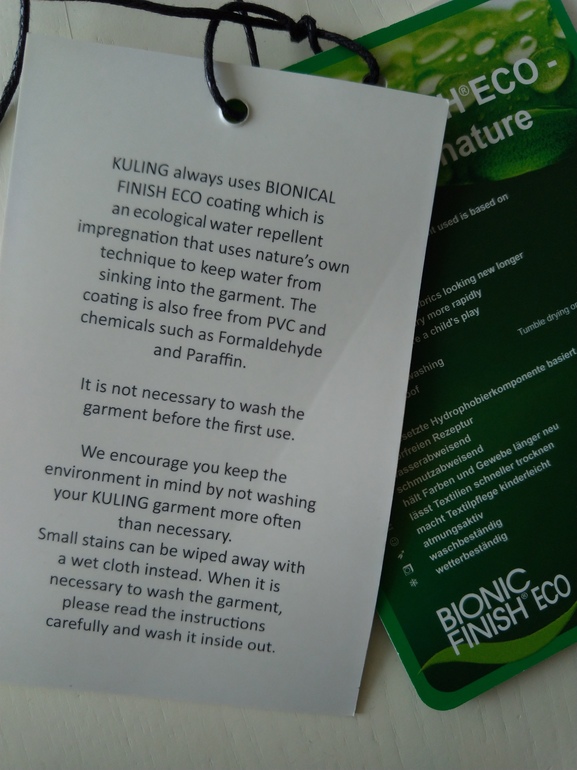 KULING always uses BIONICAL
FINISH ECO coating which is
an ecological water repellent
impregnation that uses nature's own
technique to keep water from
sinking into the garment. The
coating is also free from PVC and
chemicals such as Formaldehyde
and Paraffin.
It is not necessary to wash the
garment before the first use.
We encourage you keep the
environment in mind by not washing
your KULING garment more often
than necessary.
Small stains can be wiped away with
a wet cloth instead. When it is
necessary to wash the garment,
please read the instructions
carefully and wash it inside out.
H® ECO -
nature
used is based on
brics looking new longer
ry more rapidly
e a child's play
Tumble drying on
washing
of
setzte Hydrophobierkomponente basiert
rfreien Rezeptur
asserabweisend
schmutzabweisend
hält Farben und Gewebe länger neu
lässt Textilien schneller trocknen
macht Textilpflege kinderleicht
atmungsaktiv
waschbeständig
wetterbeständig
BIONIC
FINISH® ECO